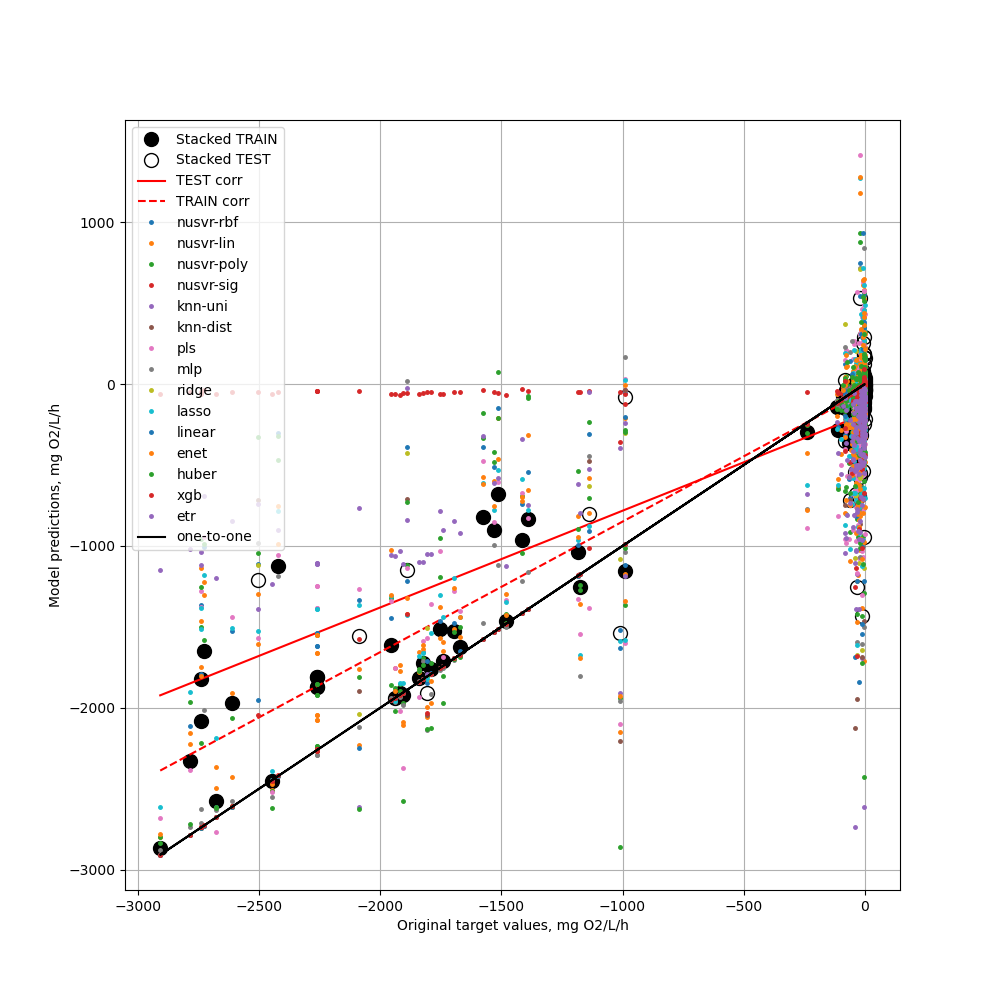 Stacked TRAIN
Stacked TEST
TEST corr
TRAIN corr
nusvr-rbf
nusvr-lin
nusvr-poly
nusvr-sig
knn-uni
knn-dist
pls
mlp
ridge
lasso
linear
enet
huber
xgb
etr
one-to-one
1000
0
−1000
−2000
−3000
Model predictions, mg O2/L/h
−3000 −2500 −2000 −1500 −1000 −500 0
Original target values, mg O2/L/h